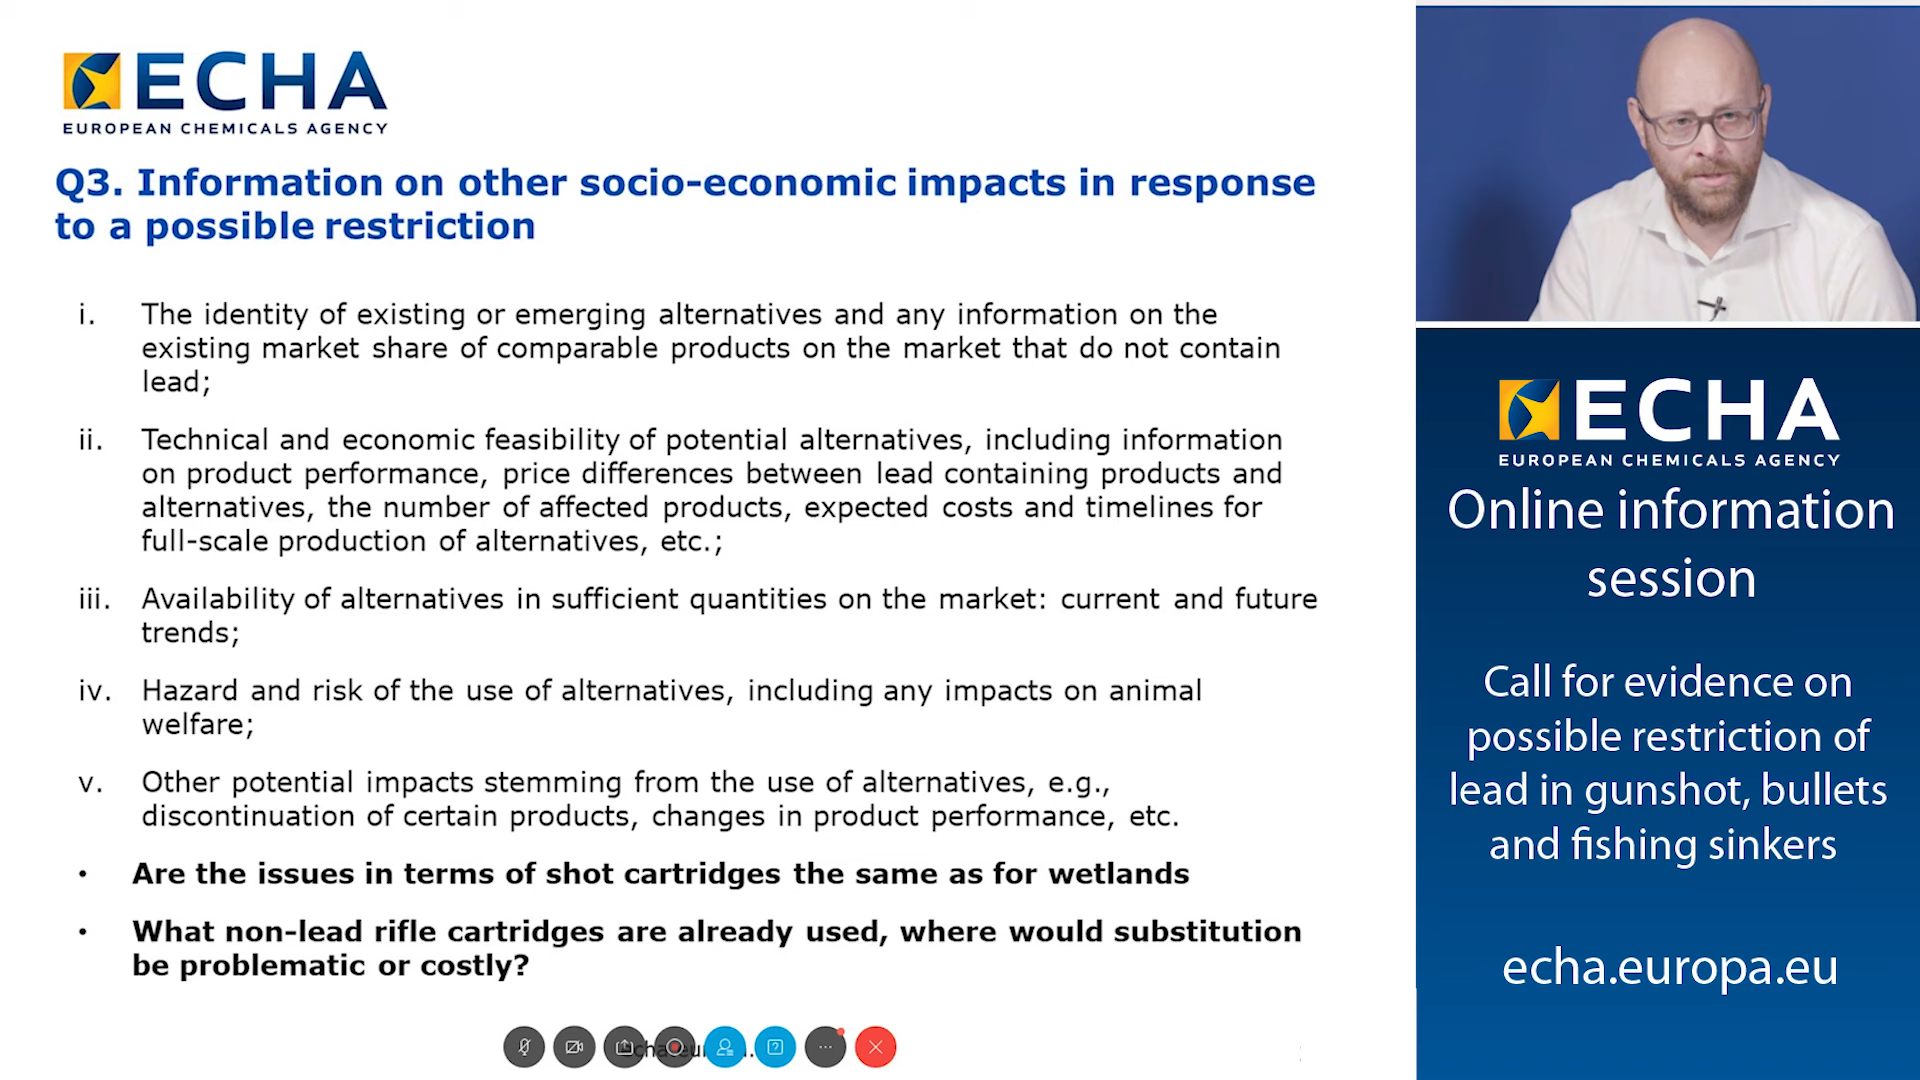 ECHA
EUROPEAN CHEMICALS AGENCY
Q3. Information on other socio-economic impacts in response
to a possible restriction
i. The identity of existing or emerging alternatives and any information on the
existing market share of comparable products on the market that do not contain
lead;
ii. Technical and economic feasibility of potential alternatives, including information
on product performance, price differences between lead containing products and
alternatives, the number of affected products, expected costs and timelines for
full-scale production of alternatives, etc.;
iii. Availability of alternatives in sufficient quantities on the market: current and future
trends;
iv. Hazard and risk of the use of alternatives, including any impacts on animal
welfare;
v. Other potential impacts stemming from the use of alternatives, e.g.,
discontinuation of certain products, changes in product performance, etc.
• Are the issues in terms of shot cartridges the same as for wetlands
• What non-lead rifle cartridges are already used, where would substitution
be problematic or costly?
ECHA
EUROPEAN CHEMICALS AGENCY
Online information
session
Call for evidence on
possible restriction of
lead in gunshot, bullets
and fishing sinkers
echa.europa.eu